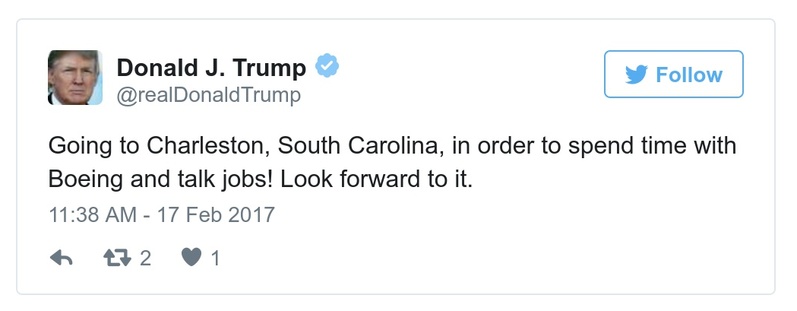 Donald J. Trump
Follow
@realDonaldTrump
Going to Charleston, South Carolina, in order to spend time with
Boeing and talk jobs! Look forward to it.
11:38 AM - 17 Feb 2017
2 1